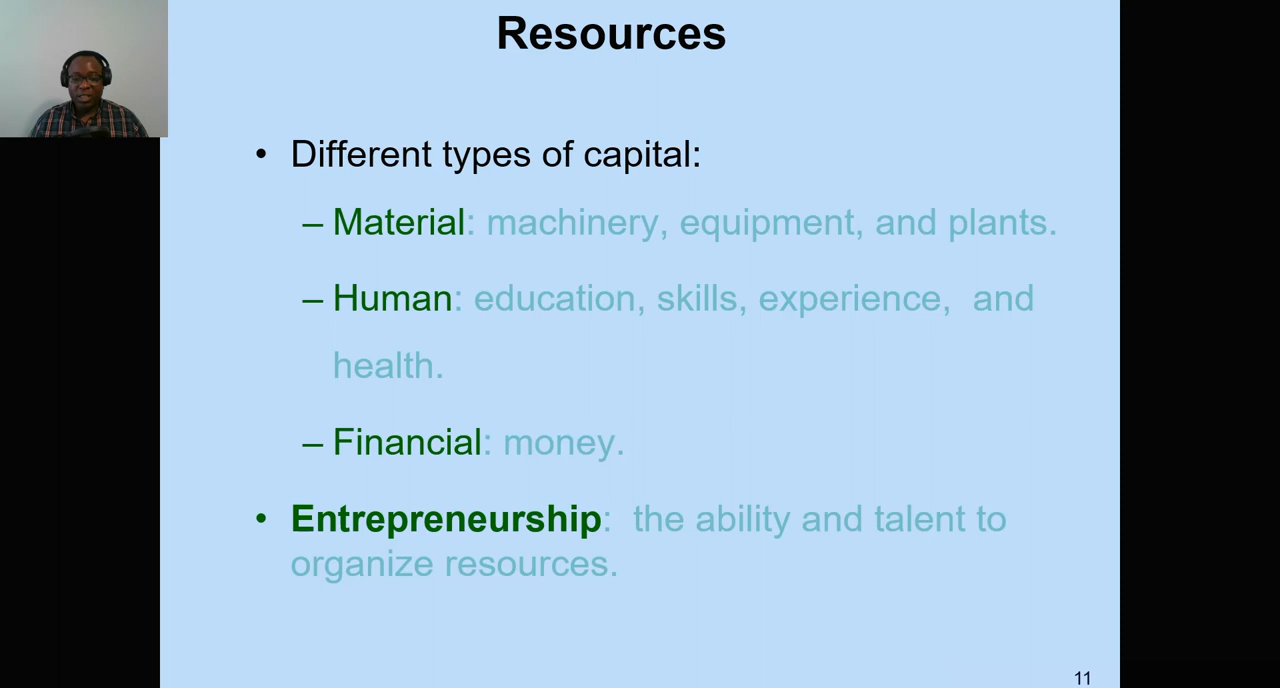 Resources
• Different types of capital:
– Material: machinery, equipment, and plants.
– Human: education, skills, experience,  and
health.
– Financial: money.
• Entrepreneurship:  the ability and talent to
organize resources.
11